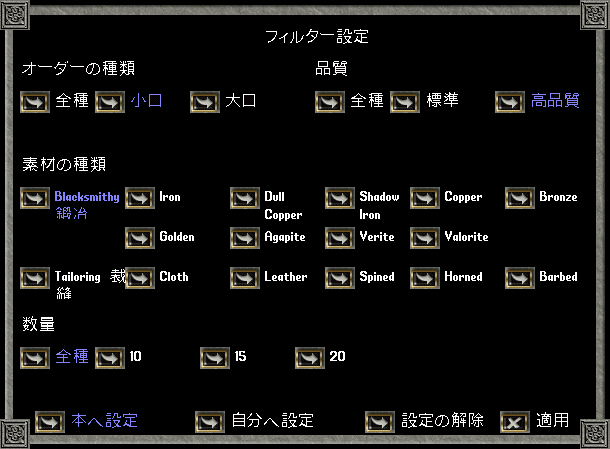 フィルター設定
オーダーの種類 品質
全種 小口 大口 全種 標準 高品質
素材の種類
Blacksmithy Iron Dull Shadow Copper Bronze
鍛冶 Copper Iron
Golden Agapite Verite Valorite
Tailoring 裁 Cloth Leather Spined Horned Barbed
縫
数量
全種 10 15 20
本へ設定 自分へ設定 設定の解除 適用